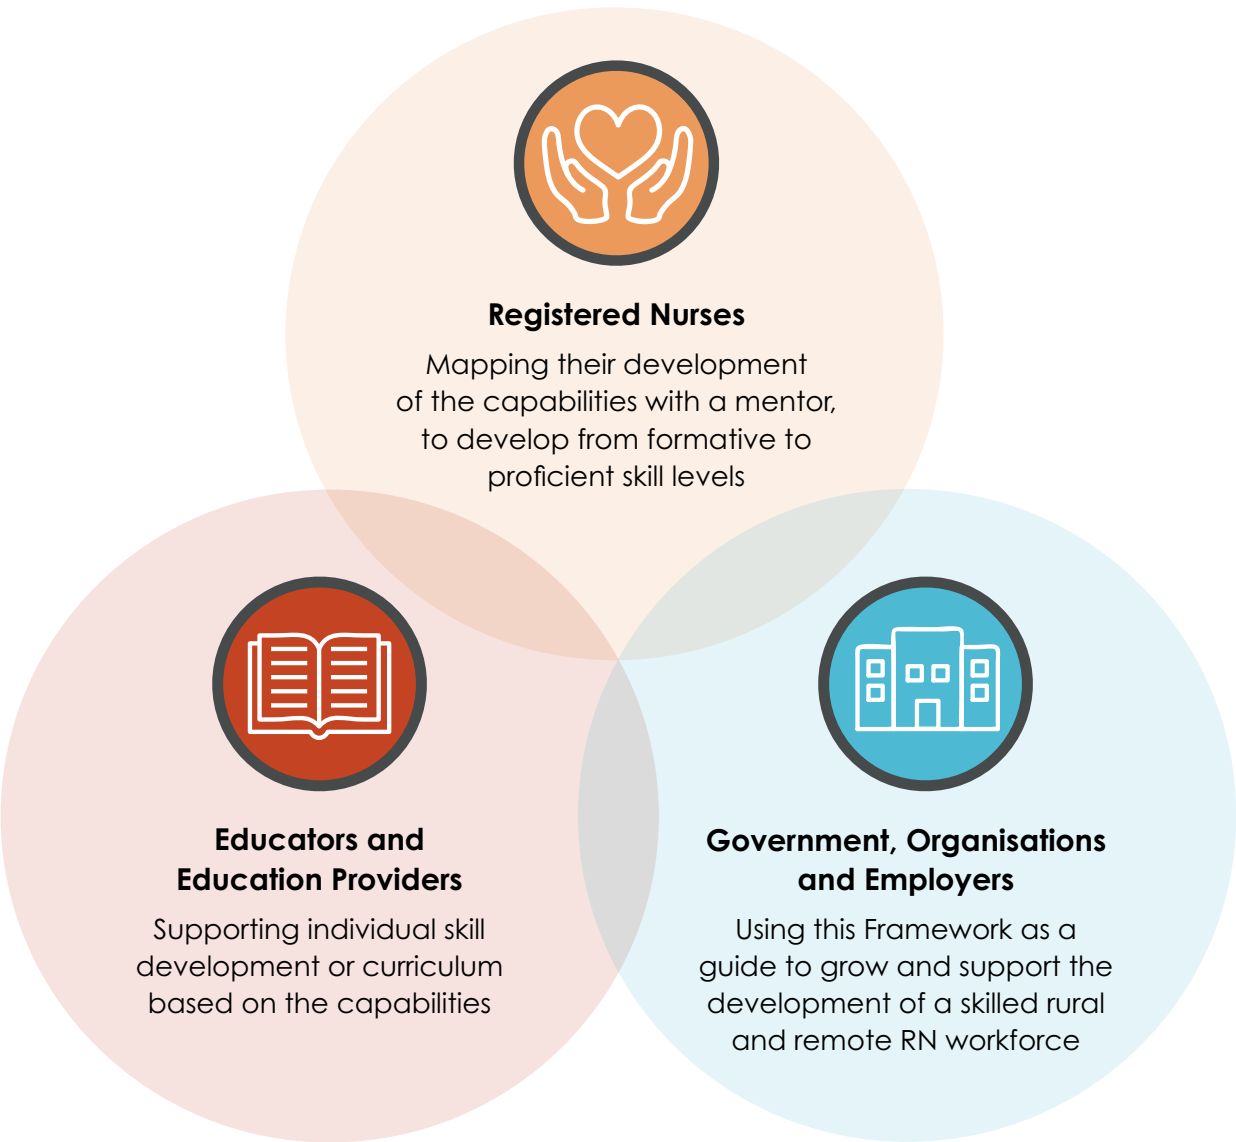 Registered Nurses
Mapping their development
of the capabilities with a mentor,
to develop from formative to
proficient skill levels
Educators and
Education Providers
Supporting individual skill
development or curriculum
based on the capabilities
Government, Organisations
and Employers
Using this Framework as a
guide to grow and support the
development of a skilled rural
and remote RN workforce